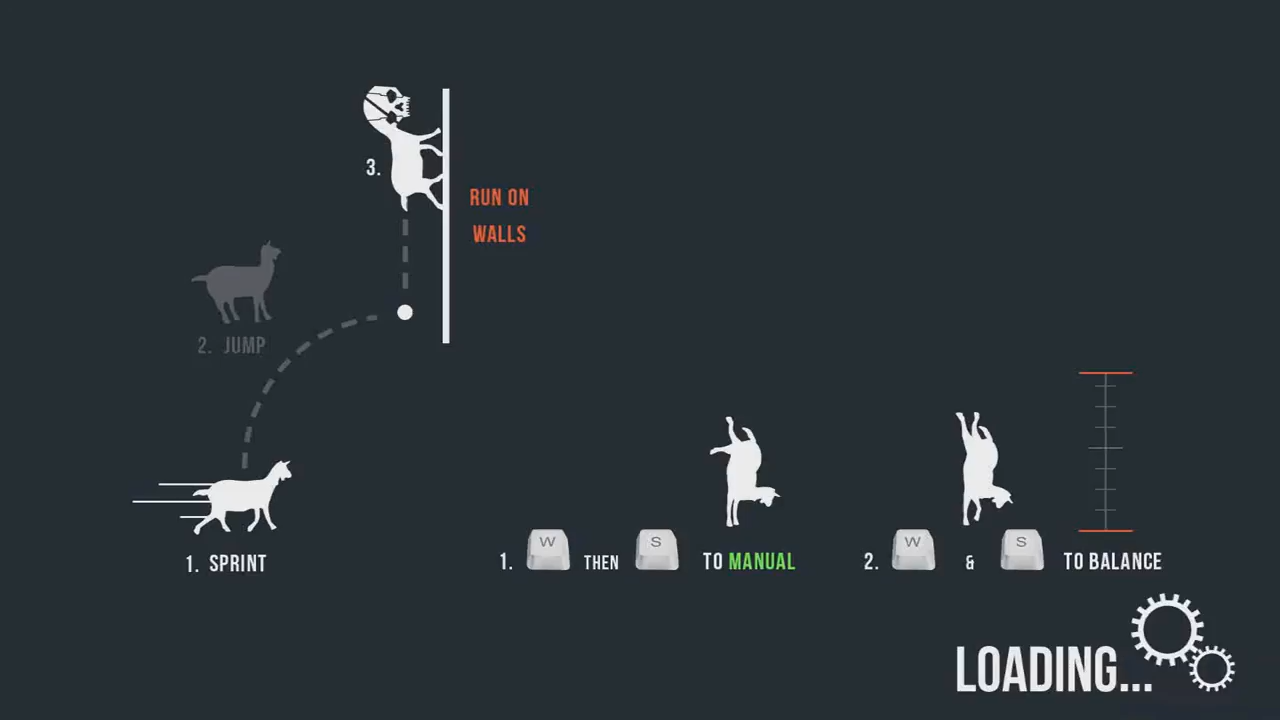 3.
RUN ON
WALLS
2. JUMP
1. SPRINT
1. W THEN S TO MANUAL
2. W & S TO BALANCE
LOADING...